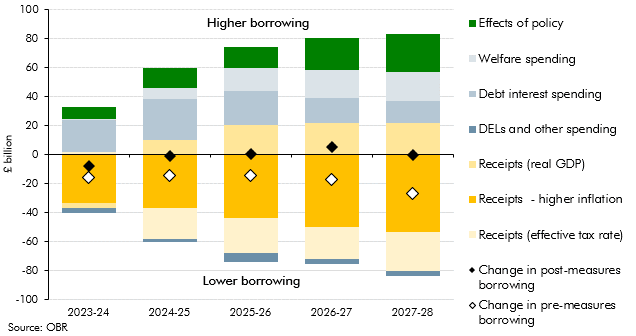 Higher borrowing
100
80
60
40
20
0
-20
-40
-60
-80
-100
£ billion
Lower borrowing
2023-24 2024-25 2025-26 2026-27 2027-28
Effects of policy
Welfare spending
Debt interest spending
DELs and other spending
Receipts (real GDP)
Receipts - higher inflation
Receipts (effective tax rate)
Change in post-measures
borrowing
Change in pre-measures
borrowing
Source: OBR